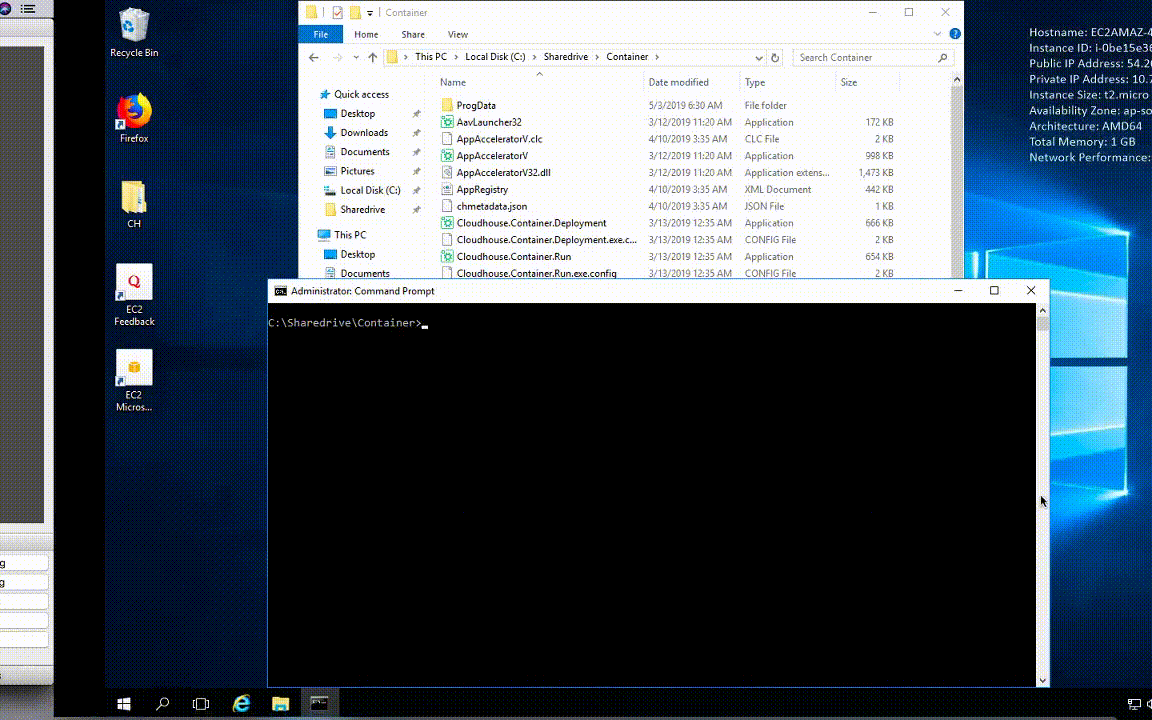 Container
File Home Share View
This PC > Local Disk (C:) > Sharedrive > Container >
Search Container
Name Date modified Type Size
Quick access
Desktop
Downloads
Documents
Pictures
Local Disk (C:)
Sharedrive
This PC
Desktop
Documents
ProgData 5/3/2019 6:30 AM File folder
AavLauncher32 3/12/2019 11:20 AM Application 172 KB
AppAcceleratorV.clc 4/10/2019 3:35 AM CLC File 2 KB
AppAcceleratorV 3/12/2019 11:20 AM Application 998 KB
AppAcceleratorV32.dll 3/12/2019 11:20 AM Application extens... 1,473 KB
AppRegistry 4/10/2019 3:35 AM XML Document 442 KB
chmetadata.json 4/10/2019 3:35 AM JSON File 1 KB
Cloudhouse.Container.Deployment 3/13/2019 12:35 AM Application 666 KB
Cloudhouse.Container.Deployment.exe.c... 3/13/2019 12:35 AM CONFIG File 2 KB
Cloudhouse.Container.Run 3/13/2019 12:35 AM Application 654 KB
Cloudhouse.Container.Run.exe.config 3/13/2019 12:35 AM CONFIG File 2 KB
Administrator: Command Prompt
C:\Sharedrive\Container>
Recycle Bin
Firefox
CH
EC2
Feedback
EC2
Micros...
Hostname: EC2AMAZ-4
Instance ID: i-0be15e36
Public IP Address: 54.20
Private IP Address: 10.7
Instance Size: t2.micro
Availability Zone: ap-so
Architecture: AMD64
Total Memory: 1 GB
Network Performance:
g
g